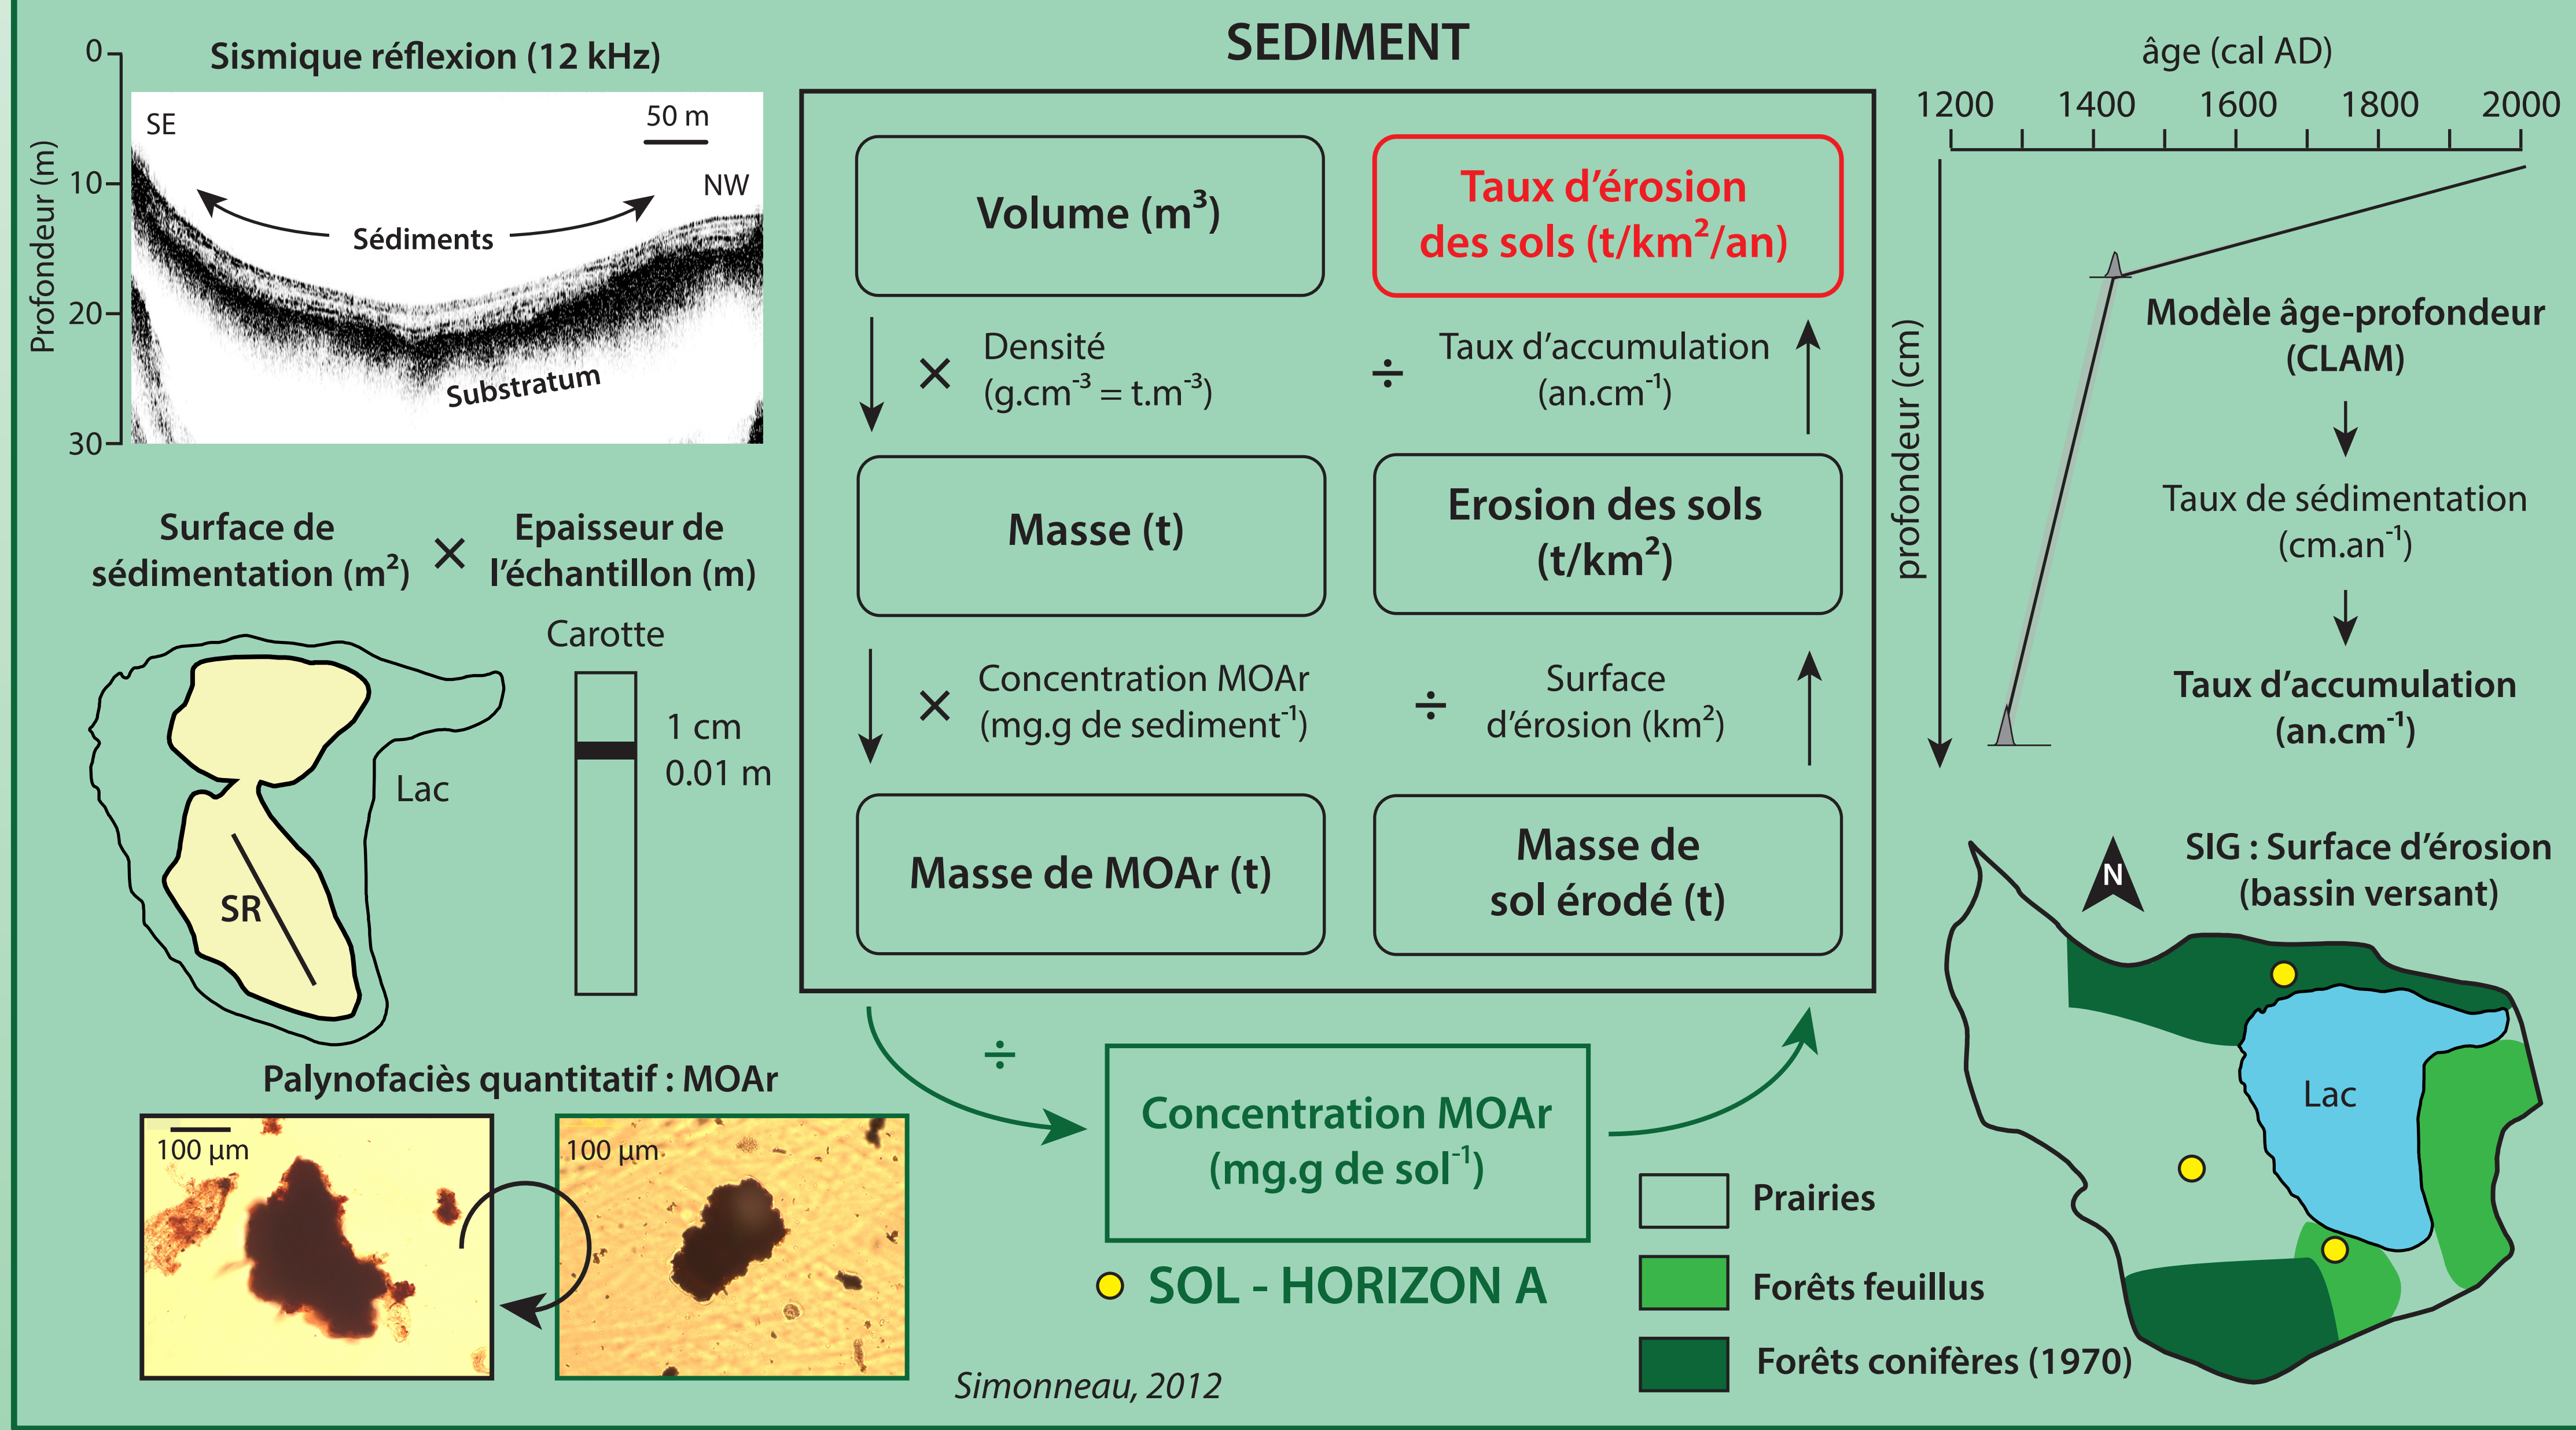 SEDIMENT
Sismique réflexion (12 kHz)
Profondeur (m)
0
10
20
30
SE
50 m
NW
Sédiments
Substratum
Surface de
sédimentation (m²)
×
Epaisseur de
l'échantillon (m)
Carotte
1 cm
0.01 m
Lac
SR
Palynofaciès quantitatif : MOAr
100 µm
100 µm
Volume (m³)
× Densité
(g.cm⁻³ = t.m⁻³)
Masse (t)
× Concentration MOAr
(mg.g de sediment⁻¹)
Masse de MOAr (t)
÷
Concentration MOAr
(mg.g de sol⁻¹)
SOL - HORIZON A
Masse de
sol érodé (t)
÷ Surface
d'érosion (km²)
Erosion des sols
(t/km²)
÷ Taux d'accumulation
(an.cm⁻¹)
Taux d'érosion
des sols (t/km²/an)
âge (cal AD)
1200 1400 1600 1800 2000
profondeur (cm)
Modèle âge-profondeur
(CLAM)
Taux de sédimentation
(cm.an⁻¹)
Taux d'accumulation
(an.cm⁻¹)
N
SIG : Surface d'érosion
(bassin versant)
Lac
Prairies
Forêts feuillus
Forêts conifères (1970)
Simonneau, 2012